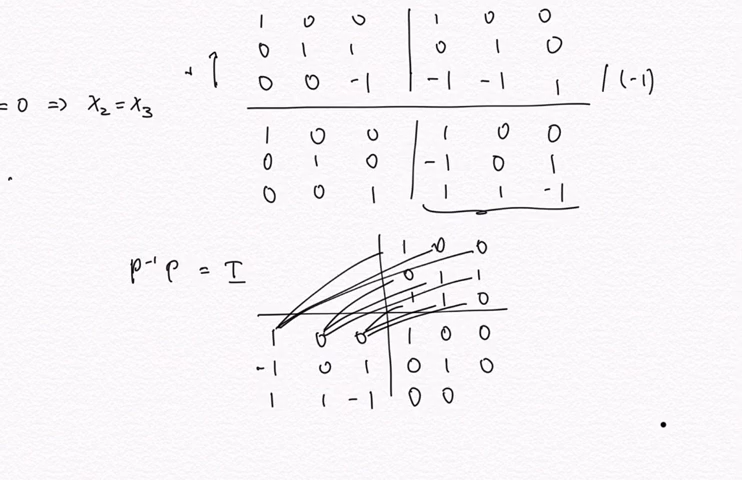 1 0 0 | 1 0 0
0 1 1 | 0 1 0
+ ↑ 0 0 -1 | -1 -1 1 / (-1)
= 0 ⇒ x₂ = x₃
1 0 0 | 1 0 0
0 1 0 | -1 0 1
0 0 1 | 1 1 -1
1 0 0
P⁻¹ P = I
0 1 1
1 1 0
1 0 0 | 1 0 0
-1 0 1 | 0 1 0
1 1 -1 | 0 0